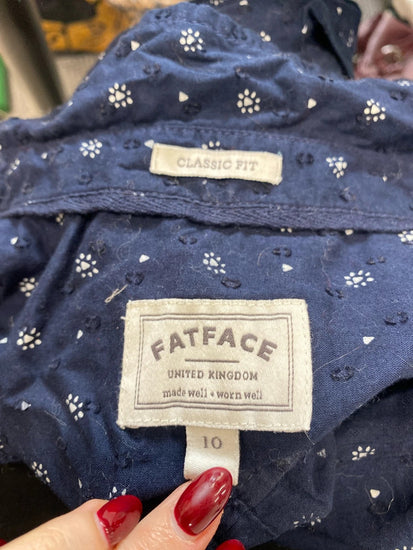 CLASSIC FIT
FATFACE
UNITED KINGDOM
made well • worn well
10